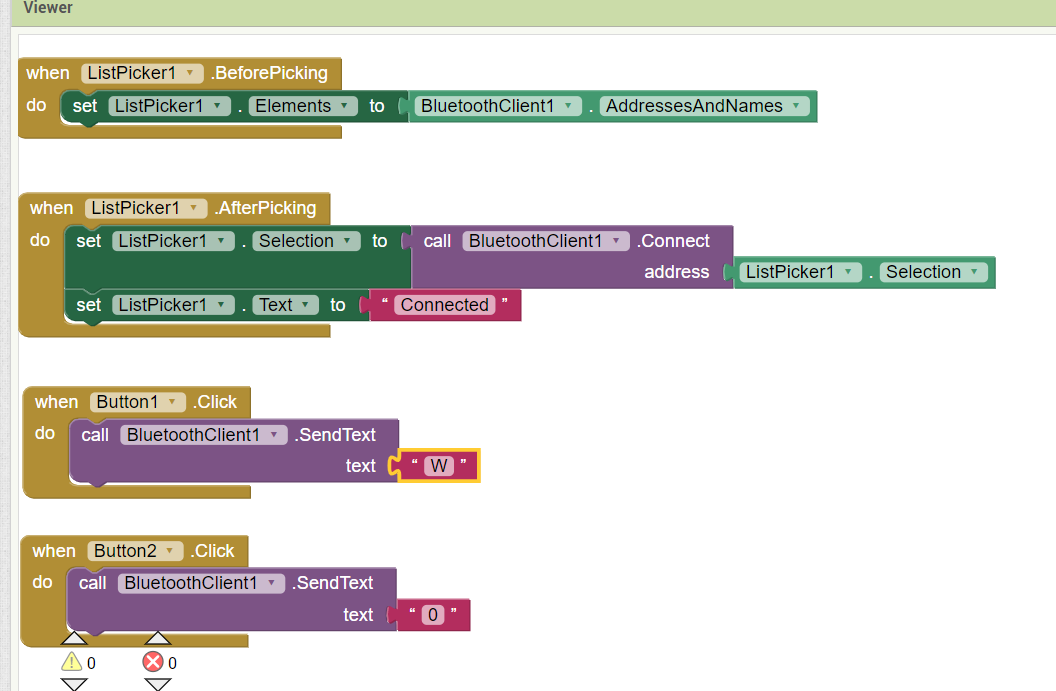 Viewer
when ListPicker1 .BeforePicking
do set ListPicker1 . Elements to BluetoothClient1 . AddressesAndNames
when ListPicker1 .AfterPicking
do set ListPicker1 . Selection to call BluetoothClient1 .Connect
address ListPicker1 . Selection
set ListPicker1 . Text to “ Connected ”
when Button1 .Click
do call BluetoothClient1 .SendText
text “ W ”
when Button2 .Click
do call BluetoothClient1 .SendText
text “ 0 ”
0 0